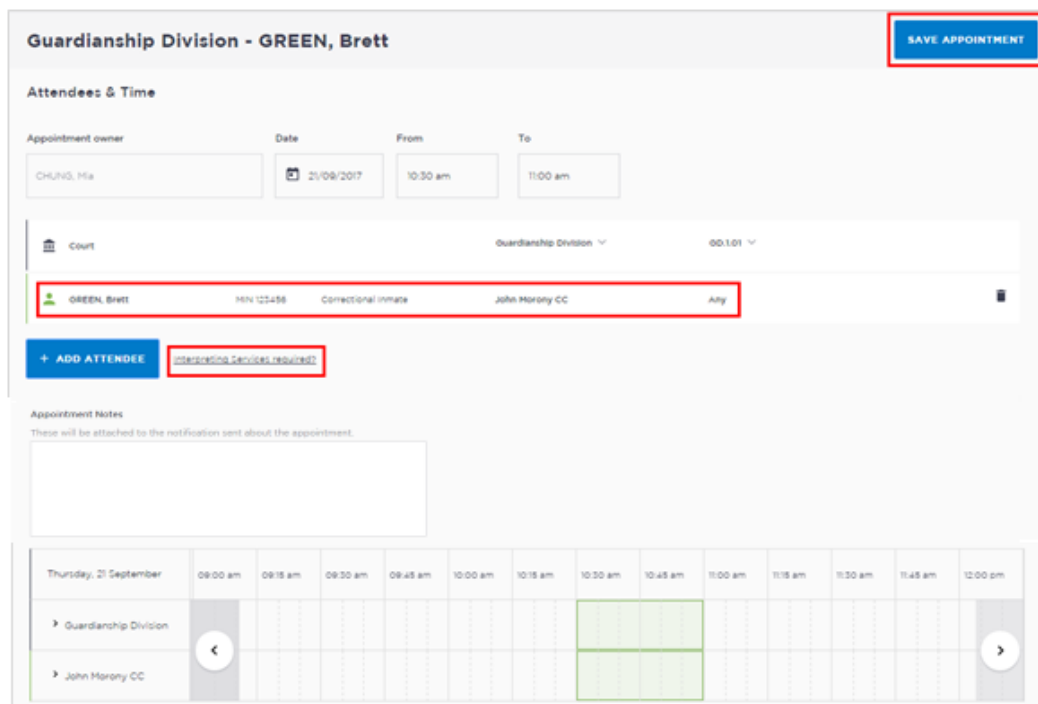 Guardianship Division - GREEN, Brett
SAVE APPOINTMENT
Attendees & Time
Appointment owner Date From To
CHUNG, Mia 21/09/2017 10:30 am 11:00 am
Court Guardianship Division GD.1.01
GREEN, Brett MIN 123456 Correctional Inmate John Morony CC Any
+ ADD ATTENDEE Interpreting Services required?
Appointment Notes
These will be attached to the notification sent about the appointment.
Thursday, 21 September 09:00 am 09:15 am 09:30 am 09:45 am 10:00 am 10:15 am 10:30 am 10:45 am 11:00 am 11:15 am 11:30 am 11:45 am 12:00 pm
Guardianship Division
John Morony CC